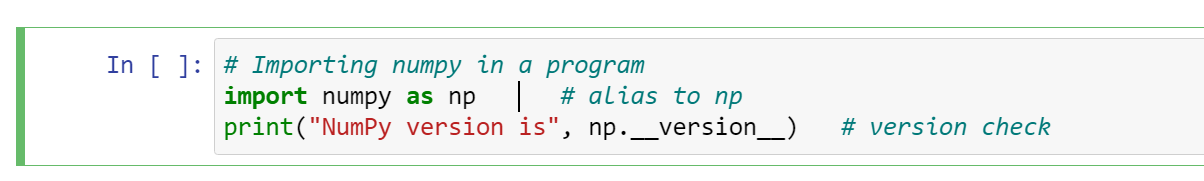 In [ ]: # Importing numpy in a program
import numpy as np # alias to np
print("NumPy version is", np.__version__) # version check